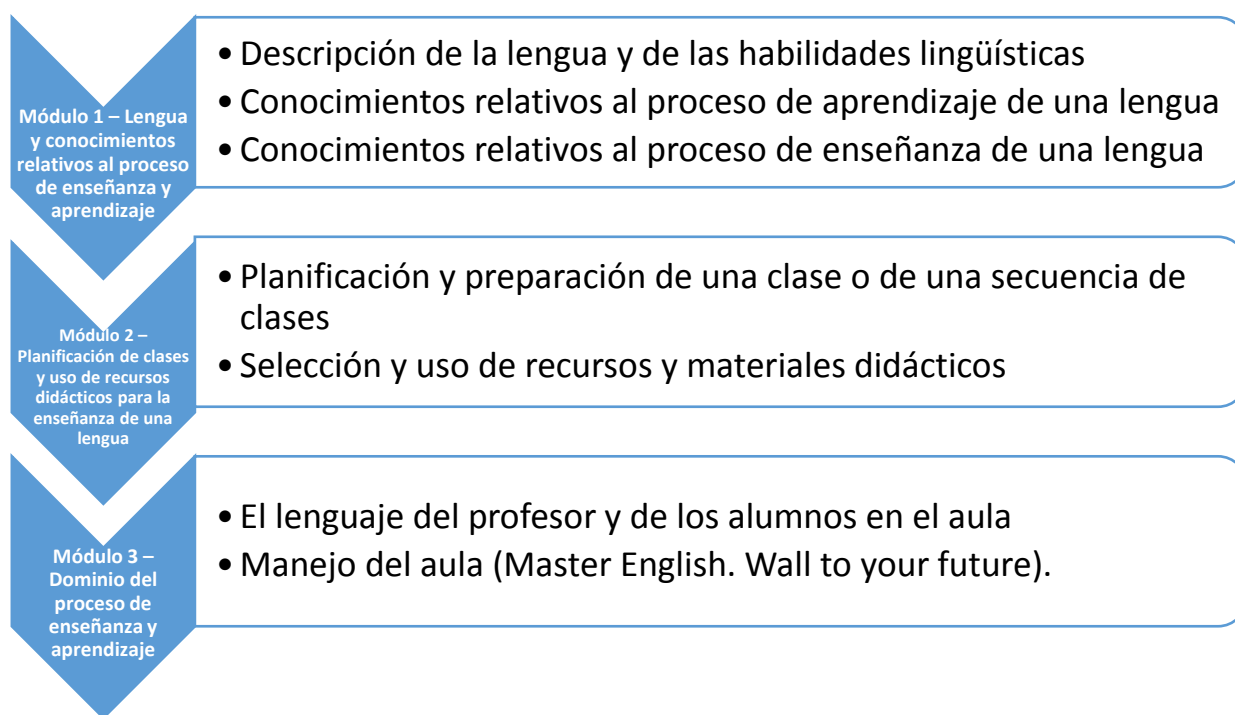 Módulo 1 – Lengua
y conocimientos
relativos al proceso
de enseñanza y
aprendizaje
• Descripción de la lengua y de las habilidades lingüísticas
• Conocimientos relativos al proceso de aprendizaje de una lengua
• Conocimientos relativos al proceso de enseñanza de una lengua
Módulo 2 –
Planificación de clases
y uso de recursos
didácticos para la
enseñanza de una
lengua
• Planificación y preparación de una clase o de una secuencia de
clases
• Selección y uso de recursos y materiales didácticos
Módulo 3 –
Dominio del
proceso de
enseñanza y
aprendizaje
• El lenguaje del profesor y de los alumnos en el aula
• Manejo del aula (Master English. Wall to your future).